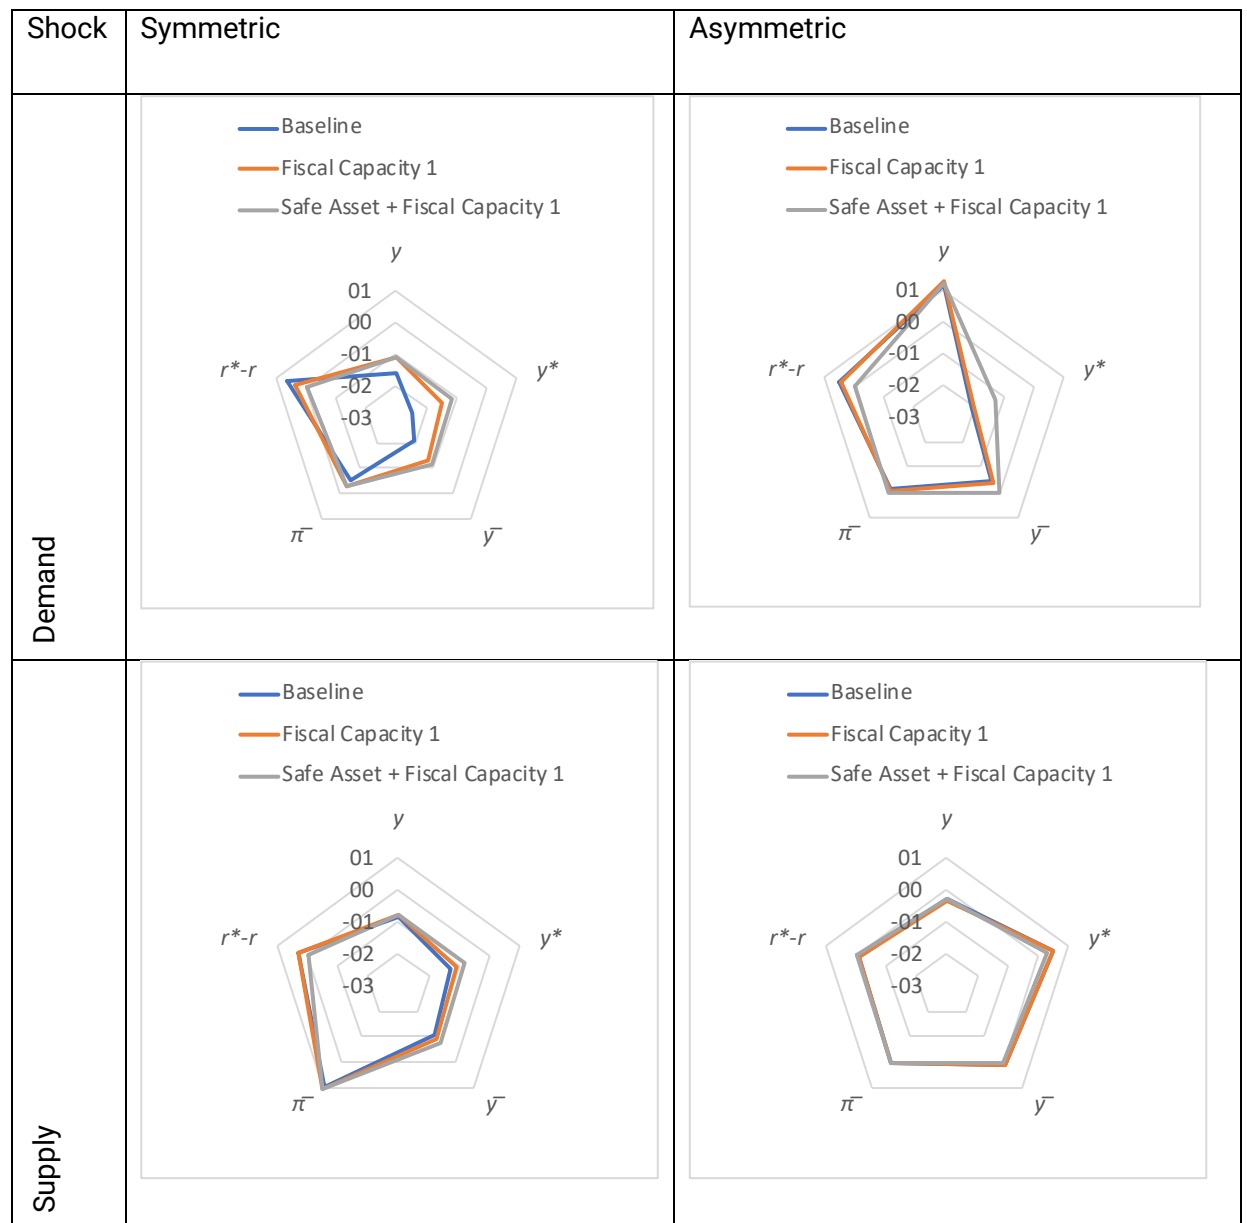 Shock
Symmetric
Asymmetric
Demand
Baseline
Fiscal Capacity 1
Safe Asset + Fiscal Capacity 1
y
01
00
-01
-02
-03
r*-r
y*
π̅
y̅
Baseline
Fiscal Capacity 1
Safe Asset + Fiscal Capacity 1
y
01
00
-01
-02
-03
r*-r
y*
π̅
y̅
Supply
Baseline
Fiscal Capacity 1
Safe Asset + Fiscal Capacity 1
y
01
00
-01
-02
-03
r*-r
y*
π̅
y̅
Baseline
Fiscal Capacity 1
Safe Asset + Fiscal Capacity 1
y
01
00
-01
-02
-03
r*-r
y*
π̅
y̅